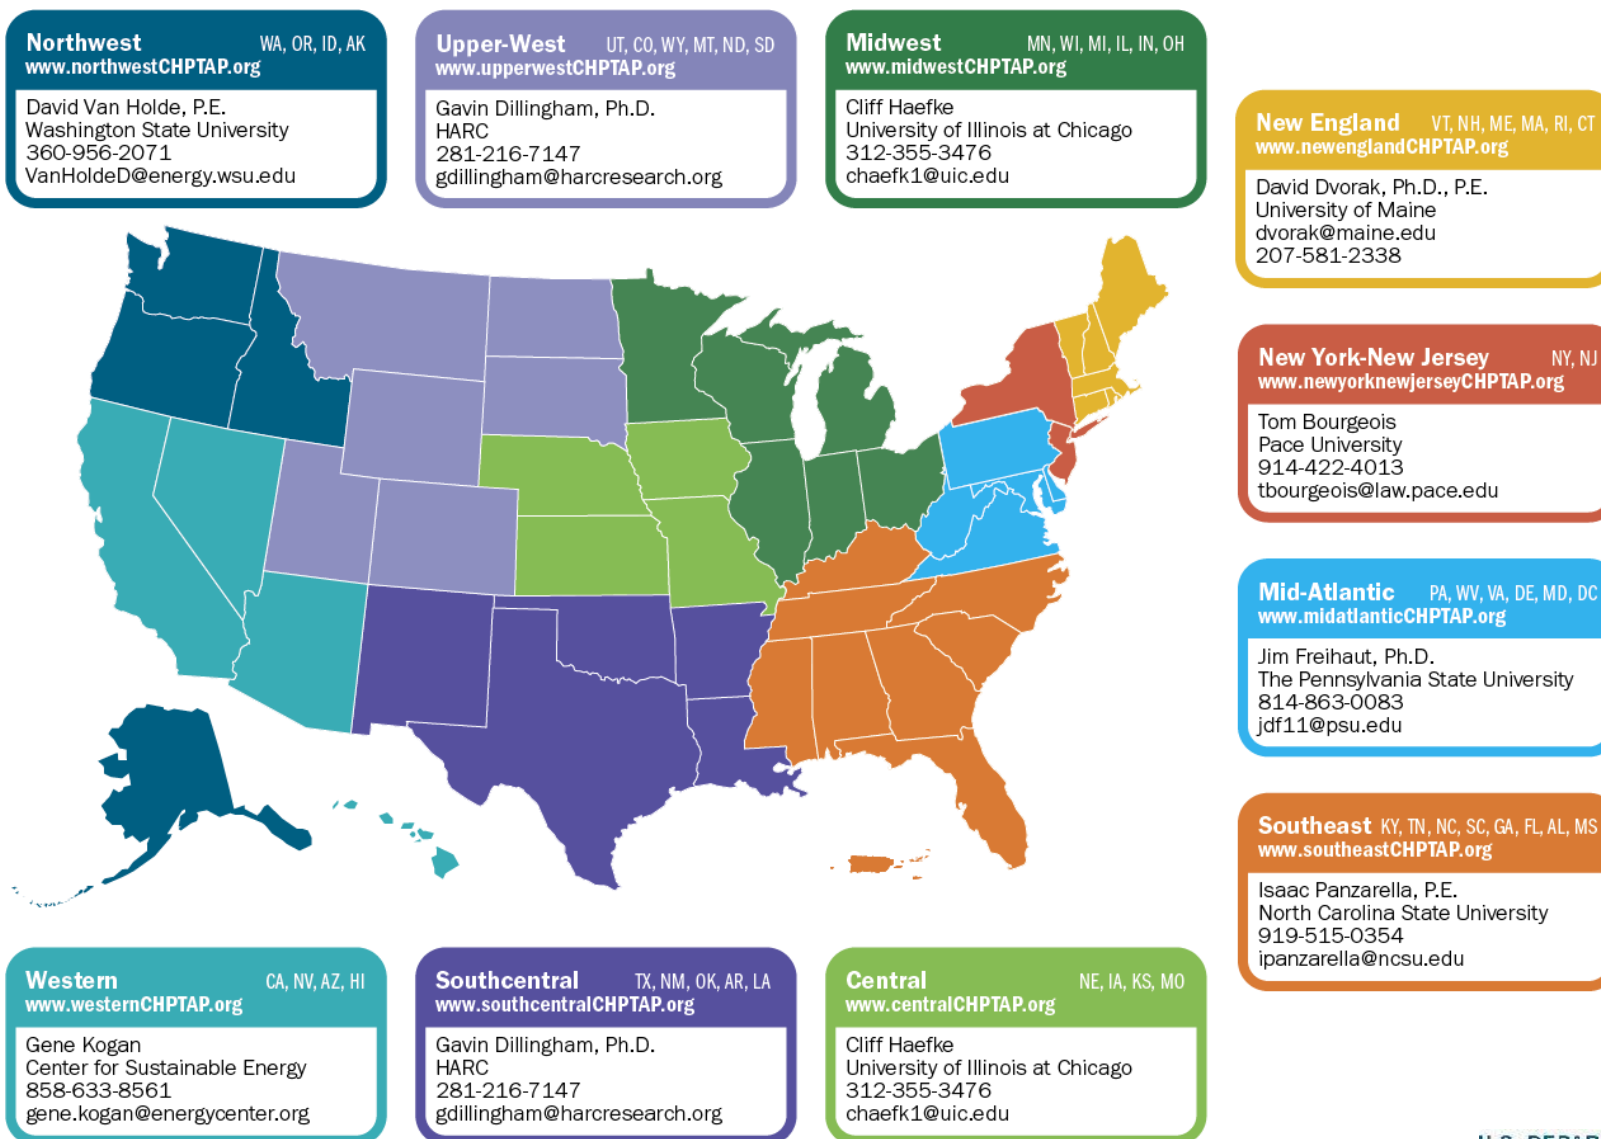 Northwest WA, OR, ID, AK
www.northwestCHPTAP.org
David Van Holde, P.E.
Washington State University
360-956-2071
VanHoldeD@energy.wsu.edu
Upper-West UT, CO, WY, MT, ND, SD
www.upperwestCHPTAP.org
Gavin Dillingham, Ph.D.
HARC
281-216-7147
gdillingham@harcresearch.org
Midwest MN, WI, MI, IL, IN, OH
www.midwestCHPTAP.org
Cliff Haefke
University of Illinois at Chicago
312-355-3476
chaefk1@uic.edu
New England VT, NH, ME, MA, RI, CT
www.newenglandCHPTAP.org
David Dvorak, Ph.D., P.E.
University of Maine
dvorak@maine.edu
207-581-2338
New York-New Jersey NY, NJ
www.newyorknewjerseyCHPTAP.org
Tom Bourgeois
Pace University
914-422-4013
tbourgeois@law.pace.edu
Mid-Atlantic PA, WV, VA, DE, MD, DC
www.midatlanticCHPTAP.org
Jim Freihaut, Ph.D.
The Pennsylvania State University
814-863-0083
jdf11@psu.edu
Southeast KY, TN, NC, SC, GA, FL, AL, MS
www.southeastCHPTAP.org
Isaac Panzarella, P.E.
North Carolina State University
919-515-0354
ipanzarella@ncsu.edu
Western CA, NV, AZ, HI
www.westernCHPTAP.org
Gene Kogan
Center for Sustainable Energy
858-633-8561
gene.kogan@energycenter.org
Southcentral TX, NM, OK, AR, LA
www.southcentralCHPTAP.org
Gavin Dillingham, Ph.D.
HARC
281-216-7147
gdillingham@harcresearch.org
Central NE, IA, KS, MO
www.centralCHPTAP.org
Cliff Haefke
University of Illinois at Chicago
312-355-3476
chaefk1@uic.edu